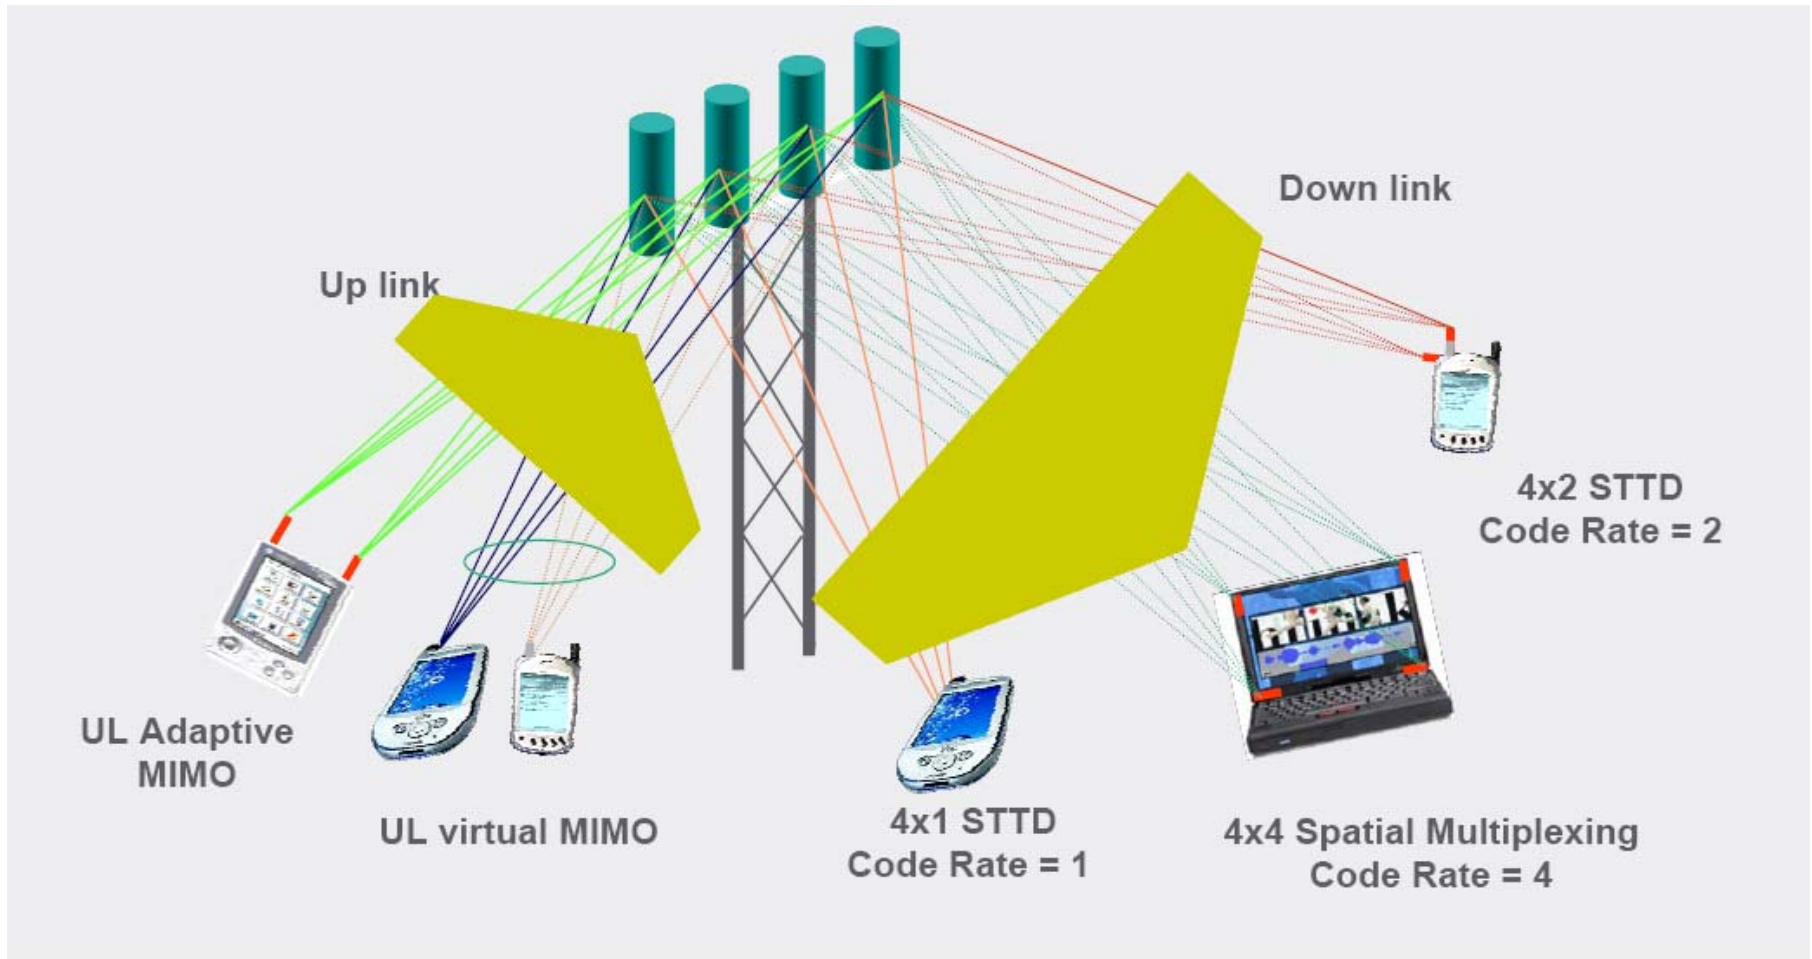 Down link
Up link
4x2 STTD
Code Rate = 2
UL Adaptive
MIMO
UL virtual MIMO
4x1 STTD
Code Rate = 1
4x4 Spatial Multiplexing
Code Rate = 4